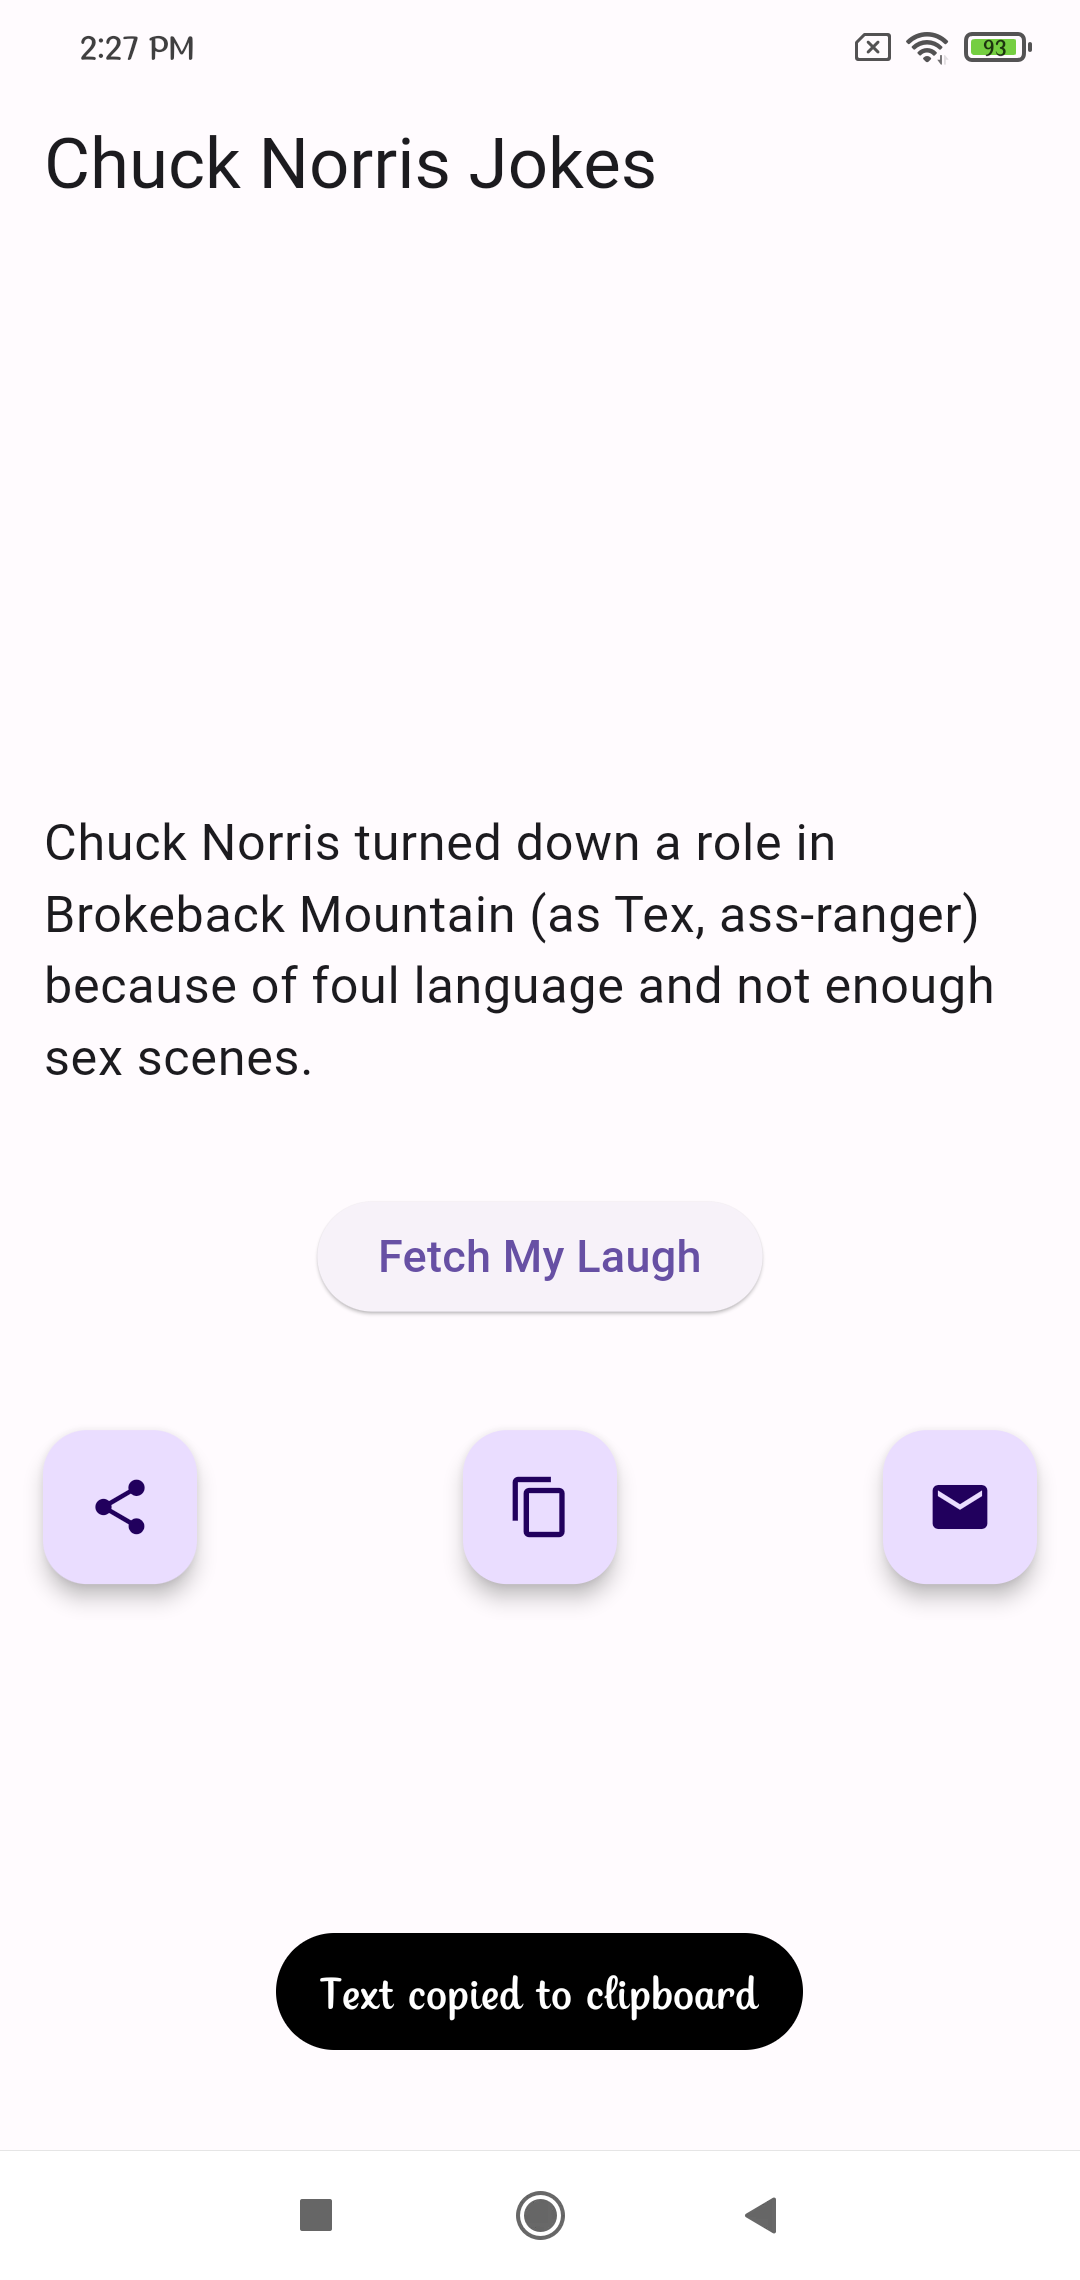 2:27 PM
93
Chuck Norris Jokes
Chuck Norris turned down a role in
Brokeback Mountain (as Tex, ass-ranger)
because of foul language and not enough
sex scenes.
Fetch My Laugh
Text copied to clipboard